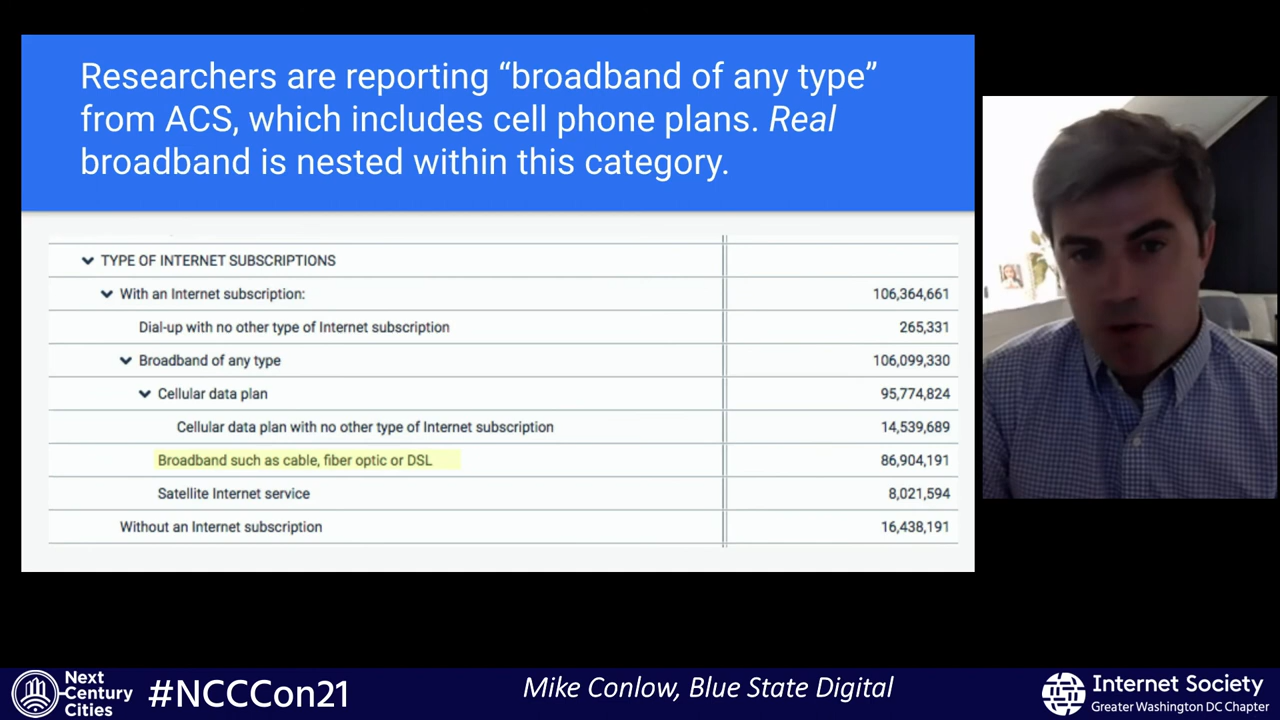 Researchers are reporting “broadband of any type”
from ACS, which includes cell phone plans. Real
broadband is nested within this category.
TYPE OF INTERNET SUBSCRIPTIONS
With an Internet subscription: 106,364,661
Dial-up with no other type of Internet subscription 265,331
Broadband of any type 106,099,330
Cellular data plan 95,774,824
Cellular data plan with no other type of Internet subscription 14,539,689
Broadband such as cable, fiber optic or DSL 86,904,191
Satellite Internet service 8,021,594
Without an Internet subscription 16,438,191
Next
Century
Cities
#NCCCon21
Mike Conlow, Blue State Digital
Internet Society
Greater Washington DC Chapter